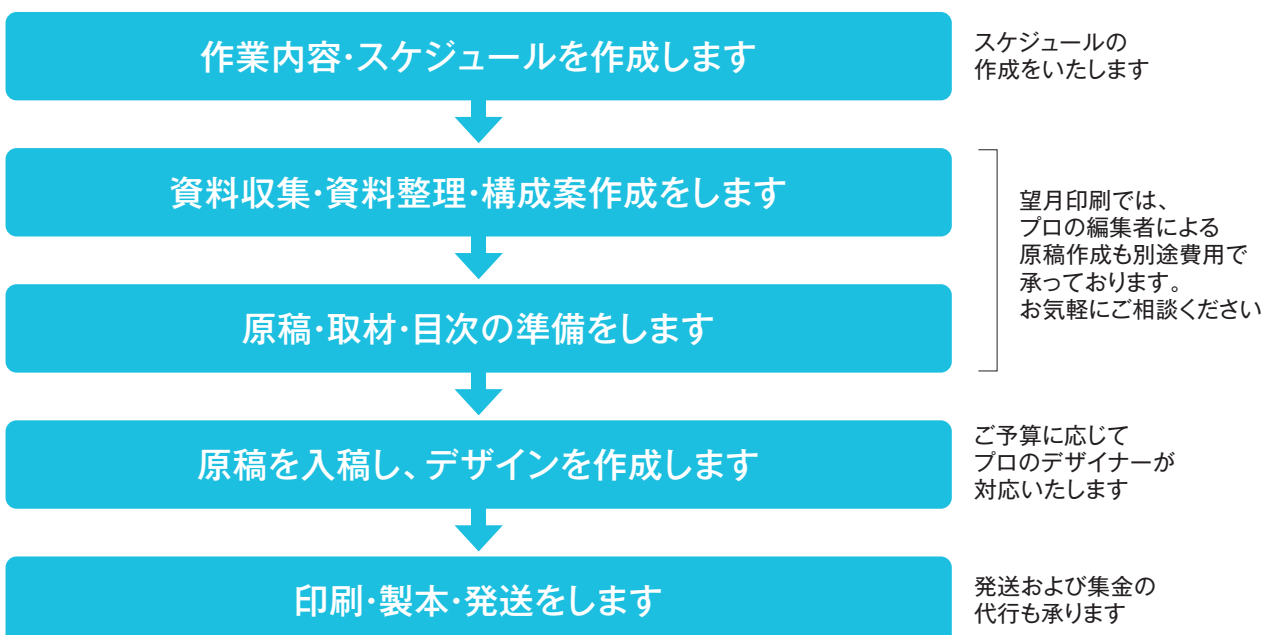 作業内容・スケジュールを作成します
スケジュールの
作成をいたします
資料収集・資料整理・構成案作成をします
望月印刷では、
プロの編集者による
原稿作成も別途費用で
承っております。
お気軽にご相談ください
原稿・取材・目次の準備をします
原稿を入稿し、デザインを作成します
ご予算に応じて
プロのデザイナーが
対応いたします
印刷・製本・発送をします
発送および集金の
代行も承ります